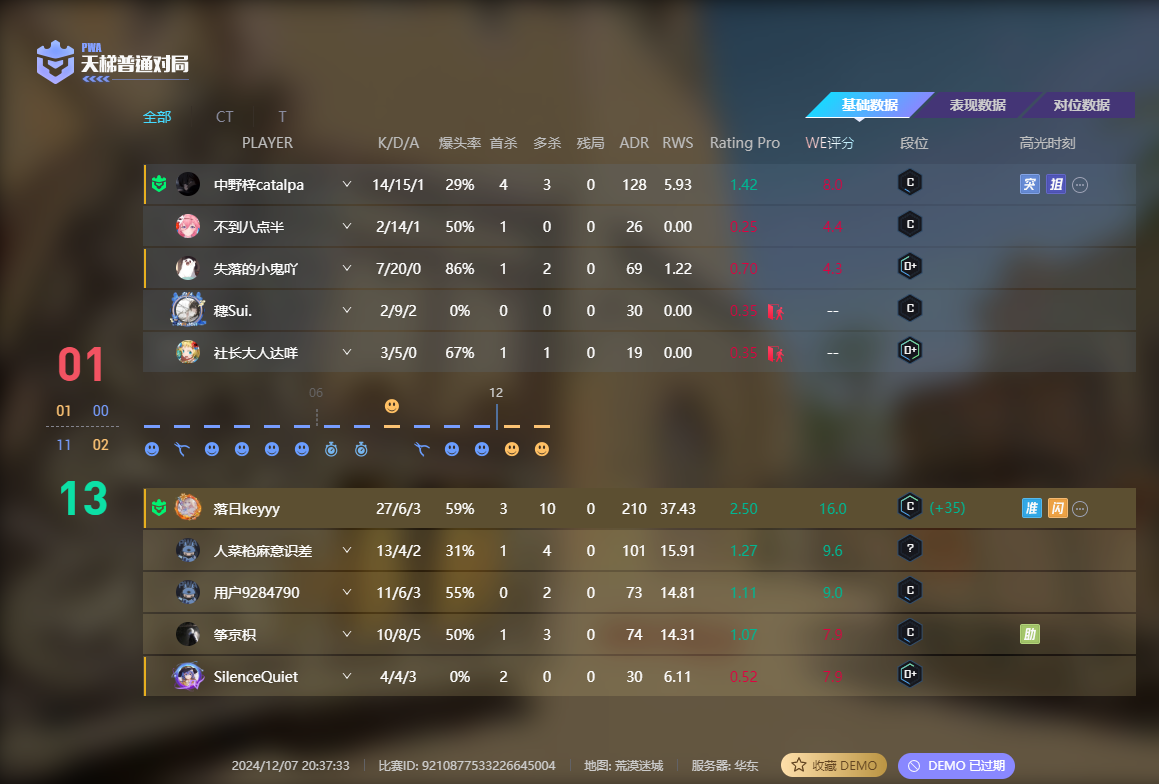 PWA
天梯普通对局
基础数据 表现数据 对位数据
全部 CT T
PLAYER K/D/A 爆头率 首杀 多杀 残局 ADR RWS Rating Pro WE评分 段位 高光时刻
中野梓catalpa 14/15/1 29% 4 3 0 128 5.93 1.42 6.0 C 突 狙
不到八点半 2/14/1 50% 1 0 0 26 0.00 0.25 4.4 C
失落的小鬼吖 7/20/0 86% 1 2 0 69 1.22 0.70 4.3 D+
穗Sui. 2/9/2 0% 0 0 0 30 0.00 -- C
社长大人达咩 3/5/0 67% 1 1 0 19 0.00 -- D+
01
06 12
01 00
11 02
13
落日keyyy 27/6/3 59% 3 10 0 210 37.43 2.50 16.0 C (+35) 准 闪
人菜枪麻意识差 13/4/2 31% 1 4 0 101 15.91 1.27 9.6 ?
用户9284790 11/6/3 55% 0 2 0 73 14.81 1.11 9.0 C
筝京枳 10/8/5 50% 1 3 0 74 14.31 1.07 7.9 C 助
SilenceQuiet 4/4/3 0% 2 0 0 30 6.11 0.52 7.9 D+
2024/12/07 20:37:33 比赛ID: 9210877533226645004 地图: 荒漠迷城 服务器: 华东 收藏 DEMO DEMO 已过期